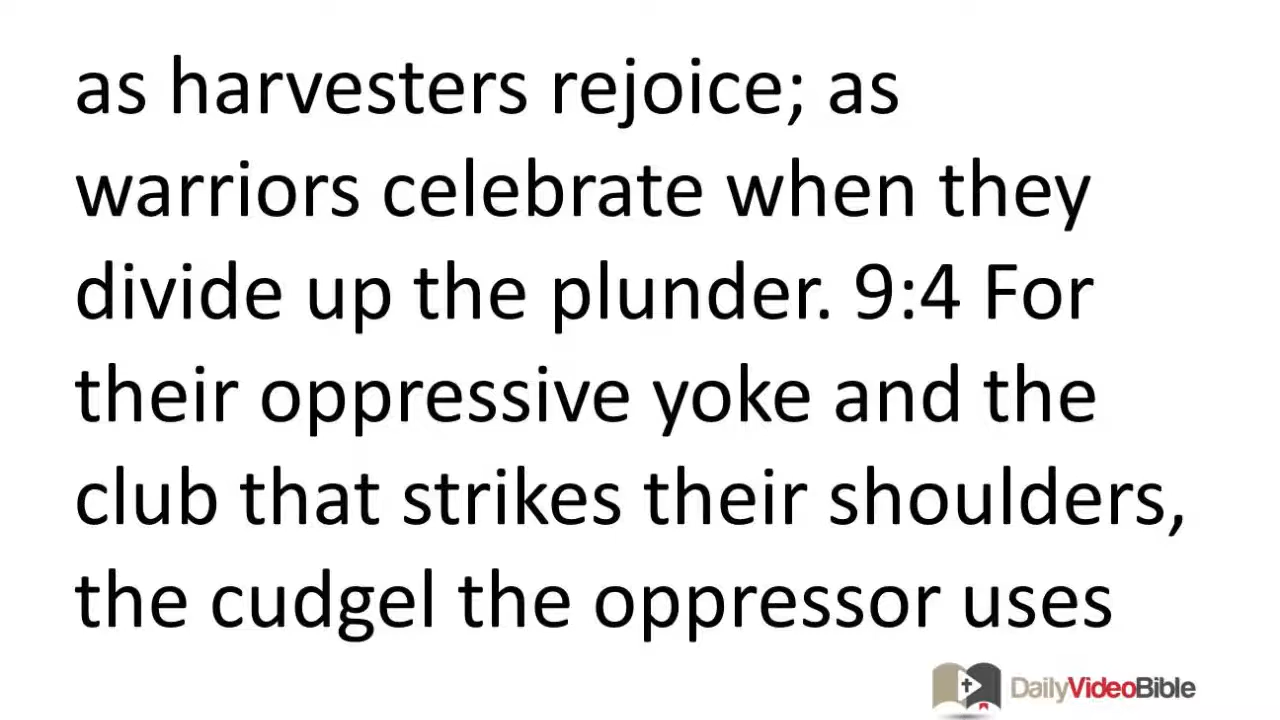 as harvesters rejoice; as
warriors celebrate when they
divide up the plunder. 9:4 For
their oppressive yoke and the
club that strikes their shoulders,
the cudgel the oppressor uses
DailyVideoBible